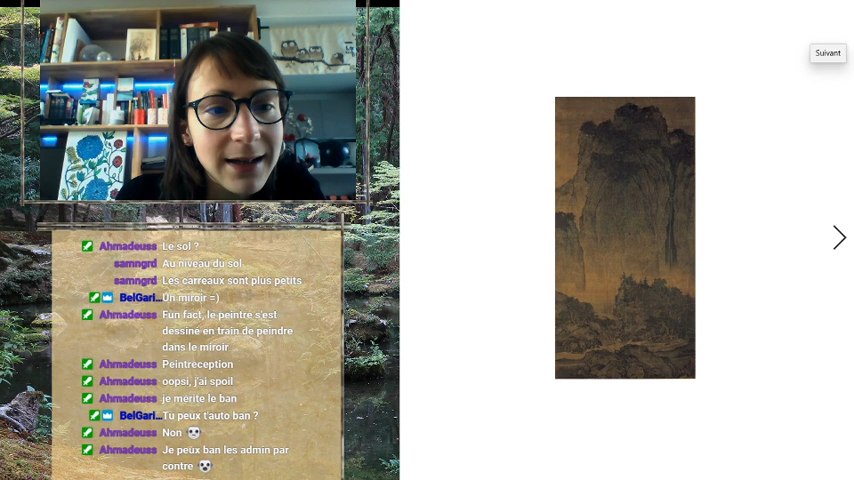 Suivant
Ahmadeuss Le sol ?
samngrd Au niveau du sol
samngrd Les carreaux sont plus petits
BelGari... Un miroir =)
Ahmadeuss Fun fact, le peintre s'est
dessiné en train de peindre
dans le miroir
Ahmadeuss Peintreception
Ahmadeuss oopsi, j'ai spoil
Ahmadeuss je mérite le ban
BelGari... Tu peux t'auto ban ?
Ahmadeuss Non
Ahmadeuss Je peux ban les admin par
contre